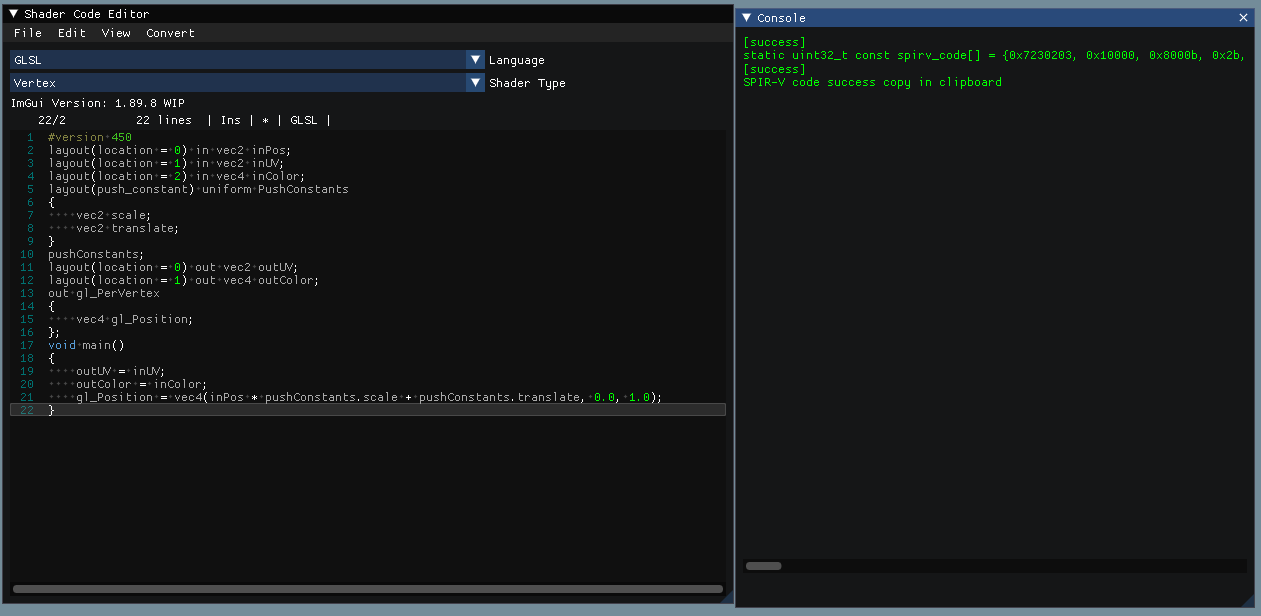 Shader Code Editor
File Edit View Convert
GLSL Language
Vertex Shader Type
ImGui Version: 1.89.8 WIP
22/2 22 lines | Ins | * | GLSL |
1 #version 450
2 layout(location = 0) in vec2 inPos;
3 layout(location = 1) in vec2 inUV;
4 layout(location = 2) in vec4 inColor;
5 layout(push_constant) uniform PushConstants
6 {
7     vec2 scale;
8     vec2 translate;
9 }
10 pushConstants;
11 layout(location = 0) out vec2 outUV;
12 layout(location = 1) out vec4 outColor;
13 out gl_PerVertex
14 {
15     vec4 gl_Position;
16 };
17 void main()
18 {
19     outUV = inUV;
20     outColor = inColor;
21     gl_Position = vec4(inPos * pushConstants.scale + pushConstants.translate, 0.0, 1.0);
22 }
Console
[success]
static uint32_t const spirv_code[] = {0x7230203, 0x10000, 0x8000b, 0x2b,
[success]
SPIR-V code success copy in clipboard